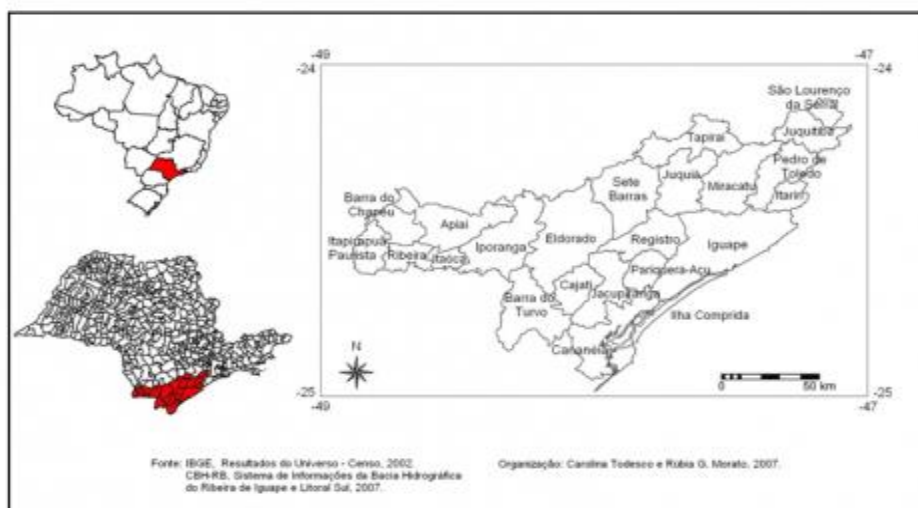 -49
-47
-24
-24
São Lourenço
da Serra
Juquitiba
Tapiraí
Pedro de
Toledo
Juquiá
Miracatu
Sete
Barras
Itariri
Barra do
Chapéu
Apiaí
Itapirapuã
Paulista
Ribeira
Itaóca
Iporanga
Eldorado
Registro
Iguape
Pariquera-Açu
Cajati
Jacupiranga
Barra do
Turvo
Ilha Comprida
Cananéia
N
0 50 km
-25
-25
-49
-47
Fonte: IBGE, Resultados do Universo - Censo, 2002.
CBH-RB, Sistema de Informações da Bacia Hidrográfica
do Ribeira de Iguape e Litoral Sul, 2007.
Organização: Carolina Todesco e Rúbia G. Morato, 2007.